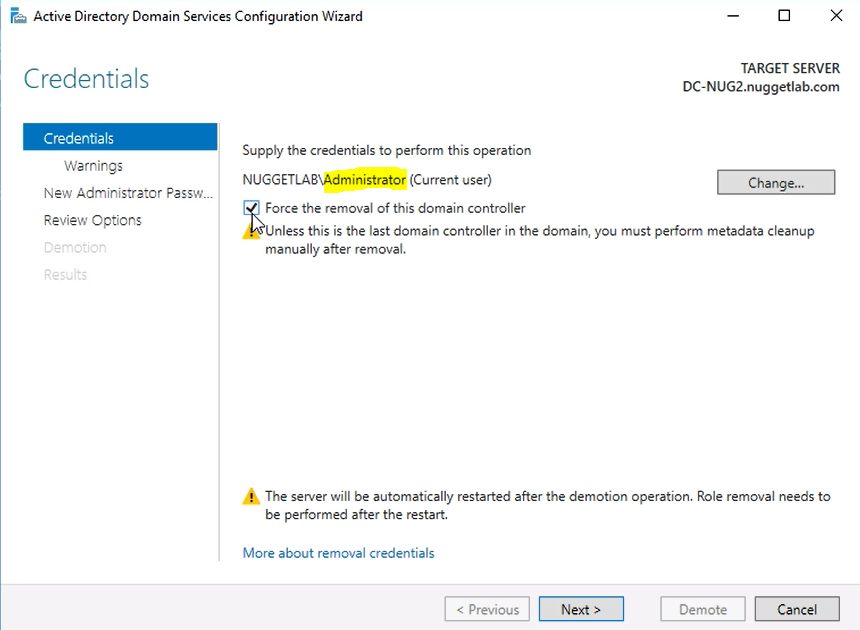 Active Directory Domain Services Configuration Wizard
Credentials
TARGET SERVER
DC-NUG2.nuggetlab.com
Credentials
Warnings
New Administrator Passw...
Review Options
Demotion
Results
Supply the credentials to perform this operation
NUGGETLAB\Administrator (Current user)
Change...
Force the removal of this domain controller
Unless this is the last domain controller in the domain, you must perform metadata cleanup
manually after removal.
The server will be automatically restarted after the demotion operation. Role removal needs to
be performed after the restart.
More about removal credentials
< Previous
Next >
Demote
Cancel